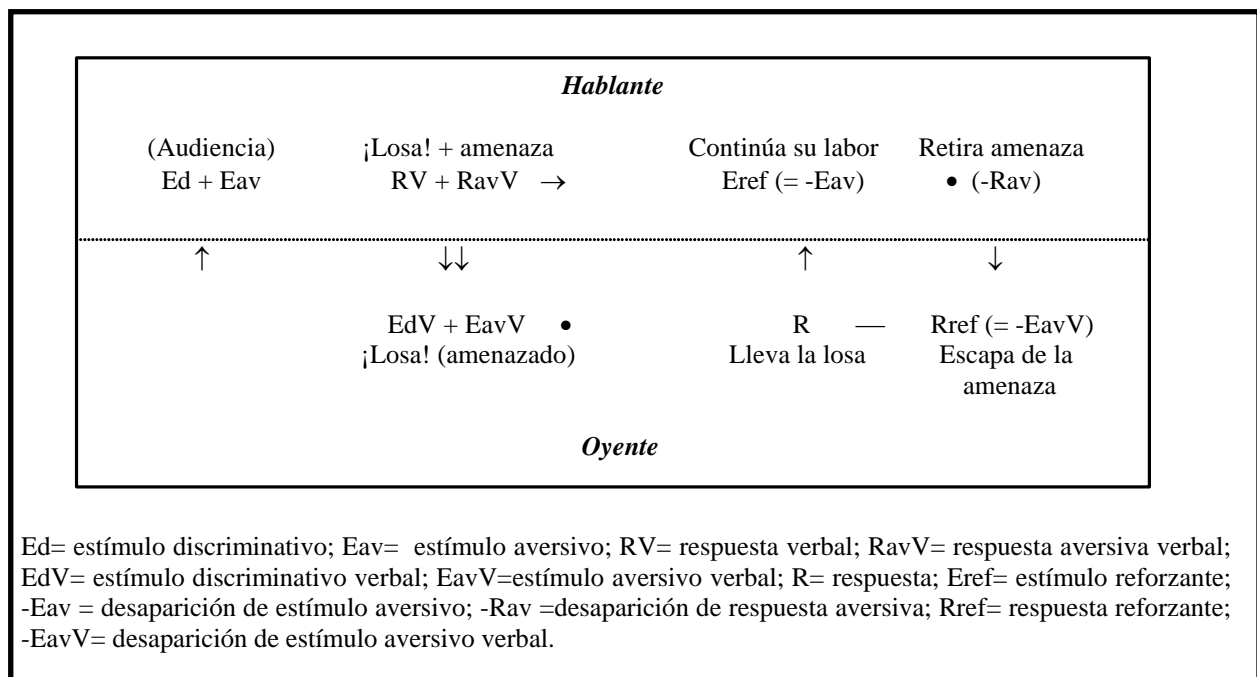 Hablante
(Audiencia) ¡Losa! + amenaza Continúa su labor Retira amenaza
Ed + Eav RV + RavV → Eref (= -Eav) • (-Rav)
↑ ↓↓ ↑ ↓
EdV + EavV • R — Rref (= -EavV)
¡Losa! (amenazado) Lleva la losa Escapa de la
amenaza
Oyente
Ed= estímulo discriminativo; Eav= estímulo aversivo; RV= respuesta verbal; RavV= respuesta aversiva verbal;
EdV= estímulo discriminativo verbal; EavV=estímulo aversivo verbal; R= respuesta; Eref= estímulo reforzante;
-Eav = desaparición de estímulo aversivo; -Rav =desaparición de respuesta aversiva; Rref= respuesta reforzante;
-EavV= desaparición de estímulo aversivo verbal.